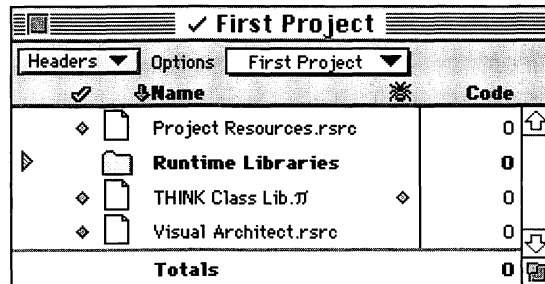 ✓ First Project
Headers ▼ Options First Project ▼
Name Code
Project Resources.rsrc 0
Runtime Libraries 0
THINK Class Lib.π 0
Visual Architect.rsrc 0
Totals 0